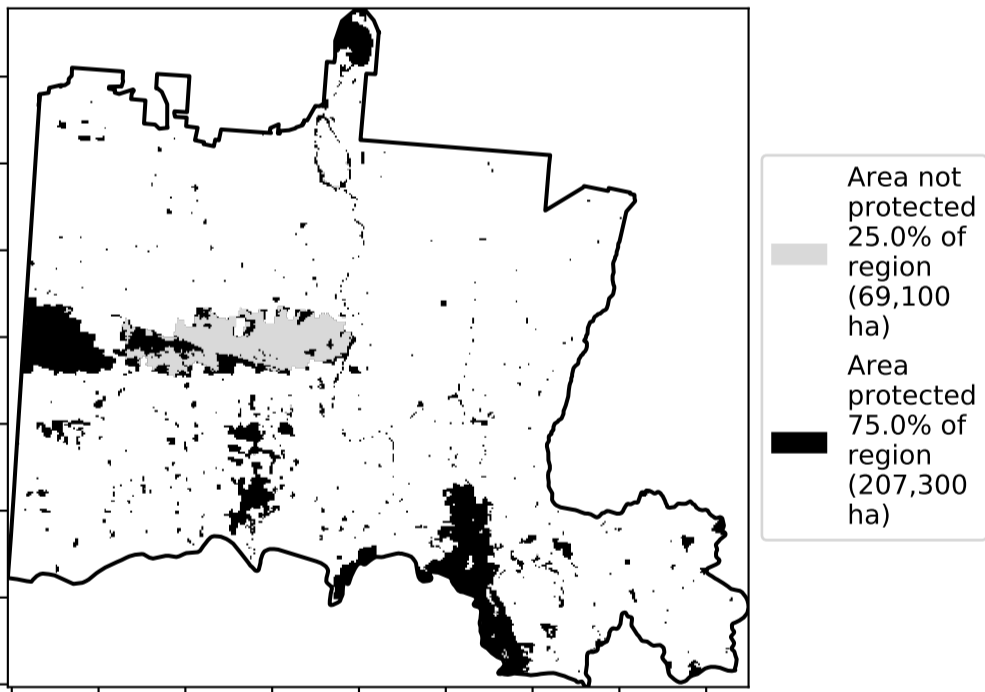 Area not
protected
25.0% of
region
(69,100
ha)
Area
protected
75.0% of
region
(207,300
ha)